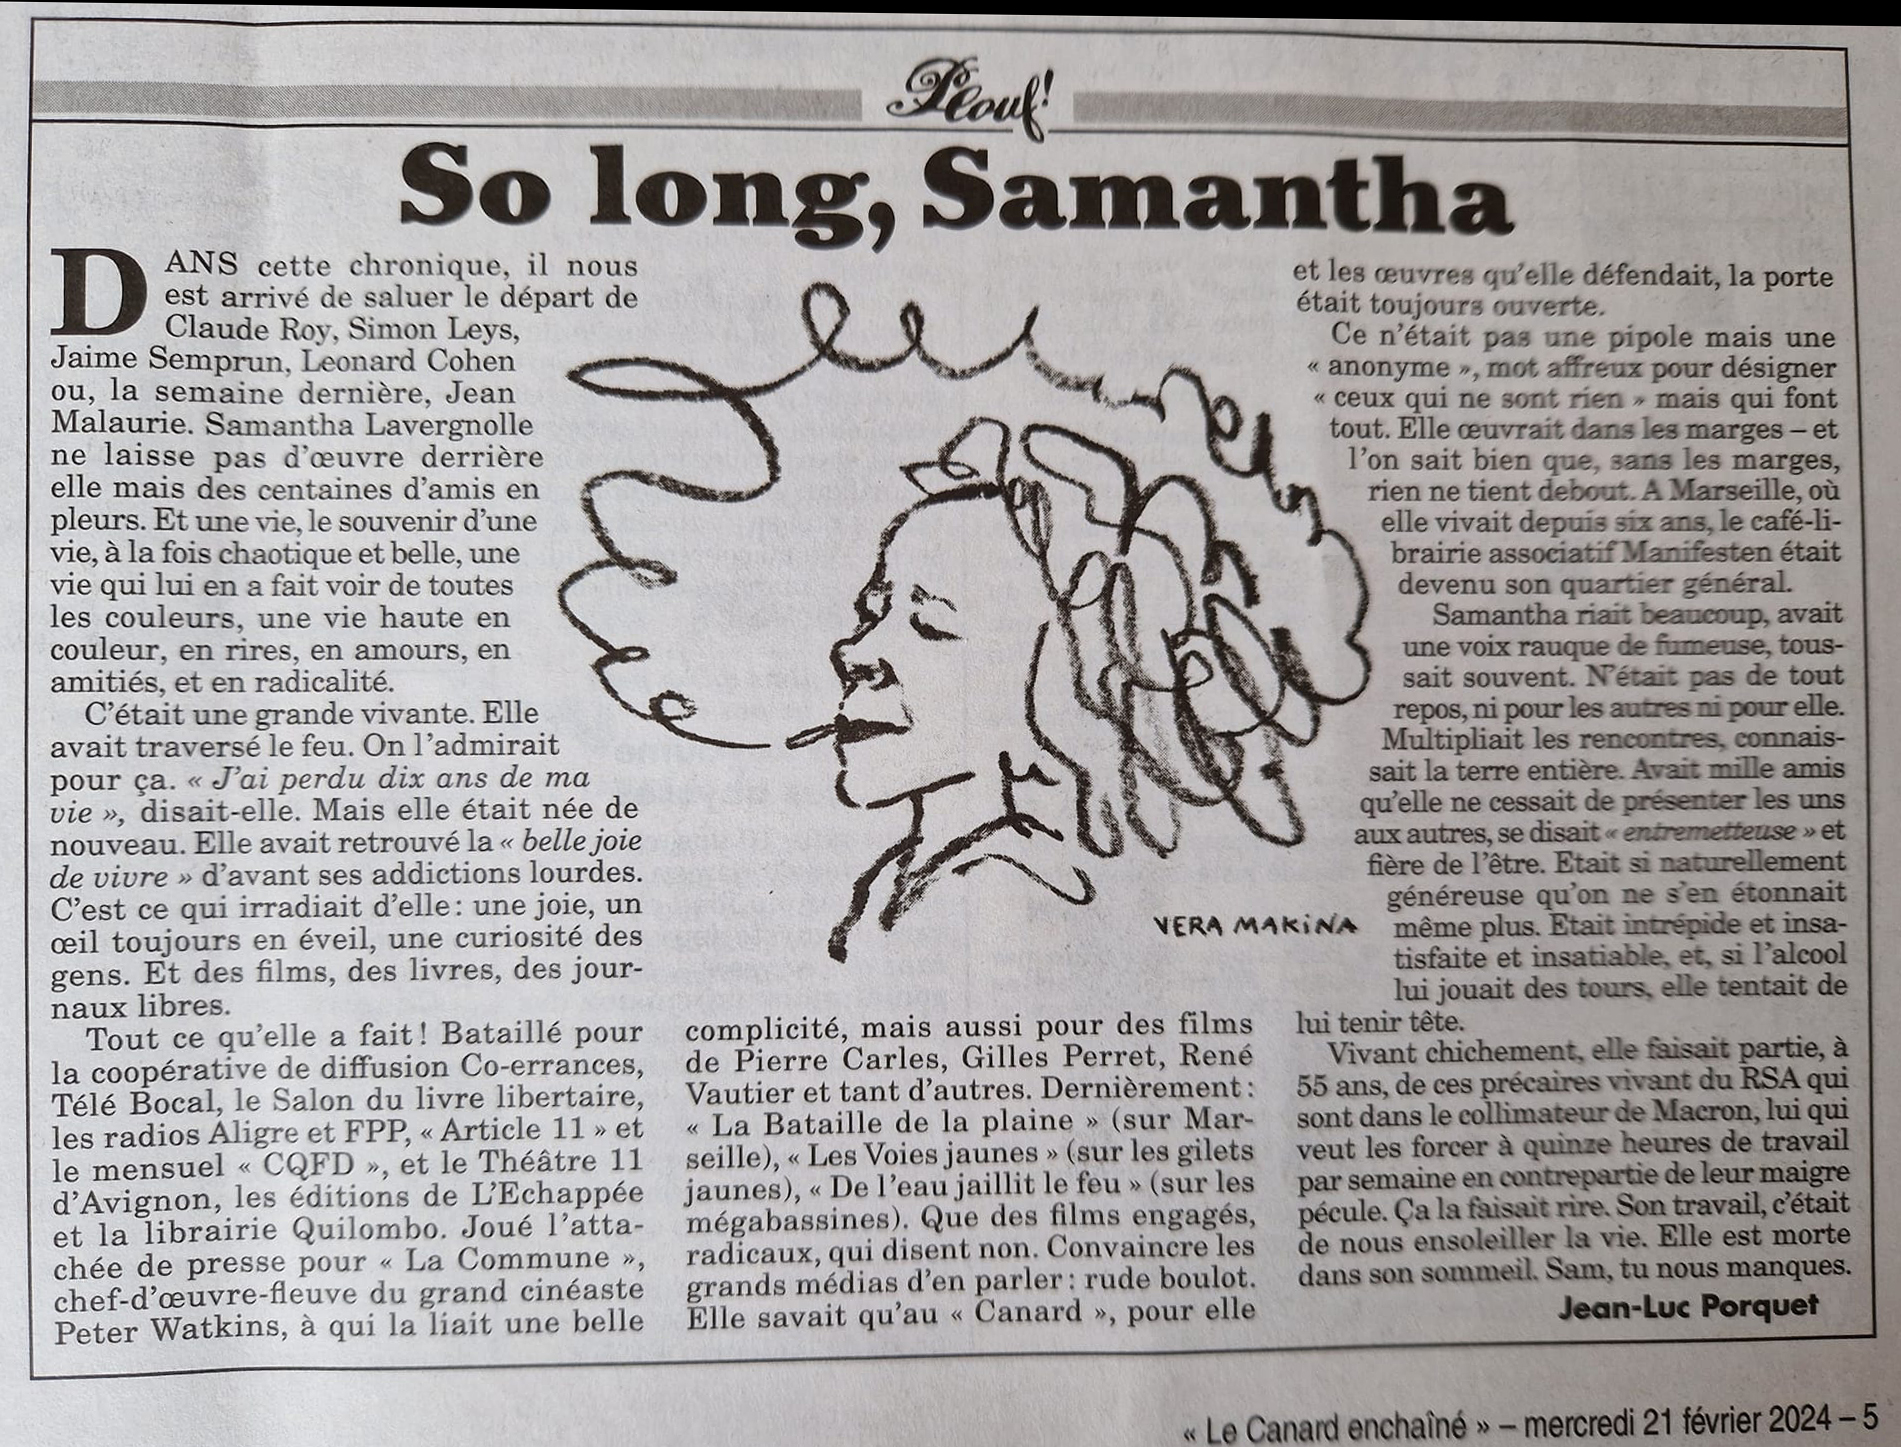 Plouf!
So long, Samantha
DANS cette chronique, il nous
est arrivé de saluer le départ de
Claude Roy, Simon Leys,
Jaime Semprun, Leonard Cohen
ou, la semaine dernière, Jean
Malaurie. Samantha Lavergnolle
ne laisse pas d'œuvre derrière
elle mais des centaines d'amis en
pleurs. Et une vie, le souvenir d'une
vie, à la fois chaotique et belle, une
vie qui lui en a fait voir de toutes
les couleurs, une vie haute en
couleur, en rires, en amours, en
amitiés, et en radicalité.
C'était une grande vivante. Elle
avait traversé le feu. On l'admirait
pour ça. « J'ai perdu dix ans de ma
vie », disait-elle. Mais elle était née de
nouveau. Elle avait retrouvé la « belle joie
de vivre » d'avant ses addictions lourdes.
C'est ce qui irradiait d'elle : une joie, un
œil toujours en éveil, une curiosité des
gens. Et des films, des livres, des jour-
naux libres.
Tout ce qu'elle a fait ! Bataillé pour
la coopérative de diffusion Co-errances,
Télé Bocal, le Salon du livre libertaire,
les radios Aligre et FPP, « Article 11 » et
le mensuel « CQFD », et le Théâtre 11
d'Avignon, les éditions de L'Echappée
et la librairie Quilombo. Joué l'atta-
chée de presse pour « La Commune »,
chef-d'œuvre-fleuve du grand cinéaste
Peter Watkins, à qui la liait une belle
VERA MAKINA
complicité, mais aussi pour des films
de Pierre Carles, Gilles Perret, René
Vautier et tant d'autres. Dernièrement :
« La Bataille de la plaine » (sur Mar-
seille), « Les Voies jaunes » (sur les gilets
jaunes), « De l'eau jaillit le feu » (sur les
mégabassines). Que des films engagés,
radicaux, qui disent non. Convaincre les
grands médias d'en parler : rude boulot.
Elle savait qu'au « Canard », pour elle
et les œuvres qu'elle défendait, la porte
était toujours ouverte.
Ce n'était pas une pipole mais une
« anonyme », mot affreux pour désigner
« ceux qui ne sont rien » mais qui font
tout. Elle œuvrait dans les marges – et
l'on sait bien que, sans les marges,
rien ne tient debout. A Marseille, où
elle vivait depuis six ans, le café-li-
brairie associatif Manifesten était
devenu son quartier général.
Samantha riait beaucoup, avait
une voix rauque de fumeuse, tous-
sait souvent. N'était pas de tout
repos, ni pour les autres ni pour elle.
Multipliait les rencontres, connais-
sait la terre entière. Avait mille amis
qu'elle ne cessait de présenter les uns
aux autres, se disait « entremetteuse » et
fière de l'être. Etait si naturellement
généreuse qu'on ne s'en étonnait
même plus. Etait intrépide et insa-
tisfaite et insatiable, et, si l'alcool
lui jouait des tours, elle tentait de
lui tenir tête.
Vivant chichement, elle faisait partie, à
55 ans, de ces précaires vivant du RSA qui
sont dans le collimateur de Macron, lui qui
veut les forcer à quinze heures de travail
par semaine en contrepartie de leur maigre
pécule. Ça la faisait rire. Son travail, c'était
de nous ensoleiller la vie. Elle est morte
dans son sommeil. Sam, tu nous manques.
Jean-Luc Porquet
« Le Canard enchaîné » – mercredi 21 février 2024 – 5